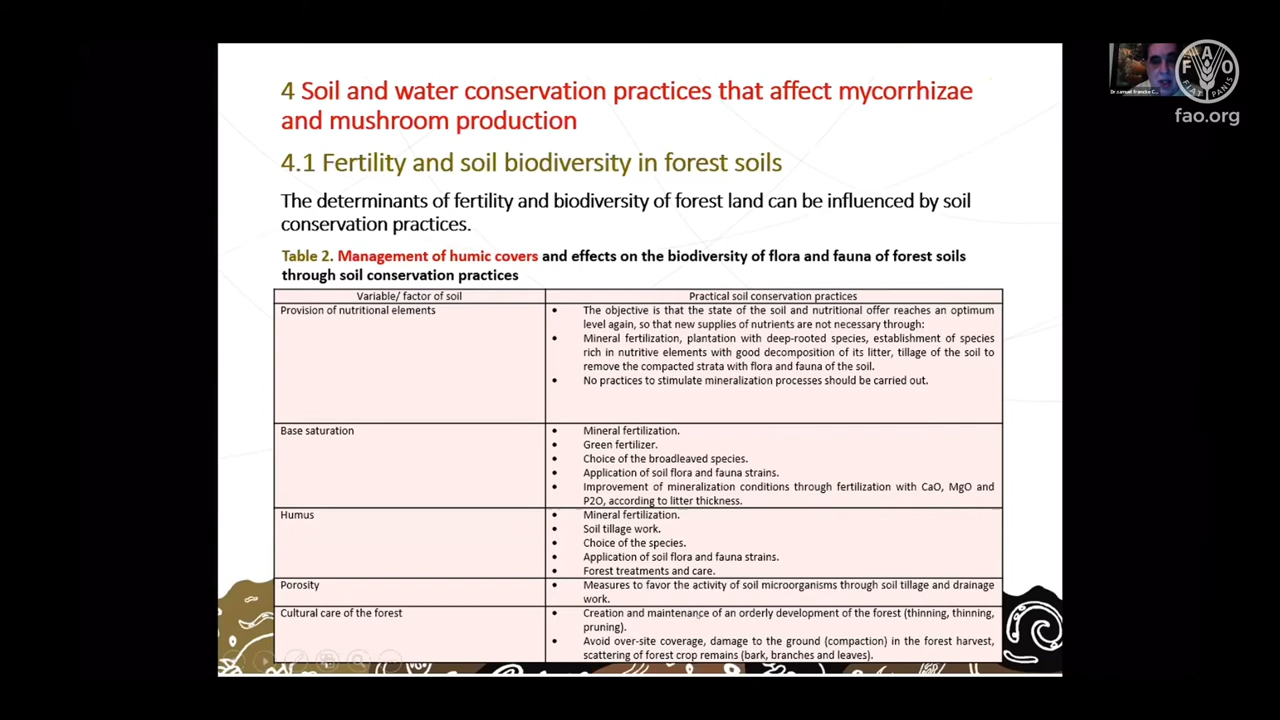 4 Soil and water conservation practices that affect mycorrhizae
and mushroom production
4.1 Fertility and soil biodiversity in forest soils
The determinants of fertility and biodiversity of forest land can be influenced by soil
conservation practices.
Table 2. Management of humic covers and effects on the biodiversity of flora and fauna of forest soils
through soil conservation practices
Variable/ factor of soil
Practical soil conservation practices
Provision of nutritional elements
• The objective is that the state of the soil and nutritional offer reaches an optimum
level again, so that new supplies of nutrients are not necessary through:
• Mineral fertilization, plantation with deep-rooted species, establishment of species
rich in nutritive elements with good decomposition of its litter, tillage of the soil to
remove the compacted strata with flora and fauna of the soil.
• No practices to stimulate mineralization processes should be carried out.
Base saturation
• Mineral fertilization.
• Green fertilizer.
• Choice of the broadleaved species.
• Application of soil flora and fauna strains.
• Improvement of mineralization conditions through fertilization with CaO, MgO and
P2O, according to litter thickness.
Humus
• Mineral fertilization.
• Soil tillage work.
• Choice of the species.
• Application of soil flora and fauna strains.
• Forest treatments and care.
Porosity
• Measures to favor the activity of soil microorganisms through soil tillage and drainage
work.
Cultural care of the forest
• Creation and maintenance of an orderly development of the forest (thinning, thinning,
pruning).
• Avoid over-site coverage, damage to the ground (compaction) in the forest harvest,
scattering of forest crop remains (bark, branches and leaves).
Dr.samuel francke C...
F A O
FIAT PANIS
fao.org